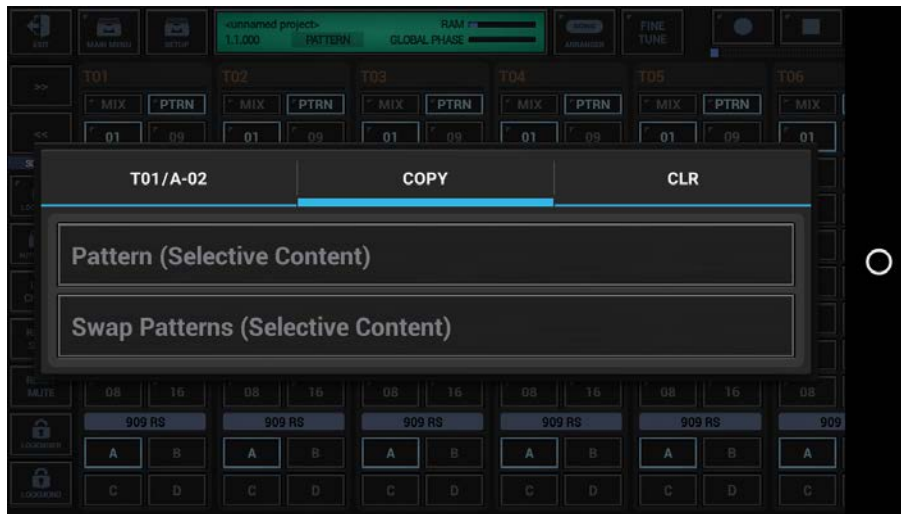 <unnamed project> RAM
1.1.000 PATTERN GLOBAL PHASE
EXIT MAIN MENU SETUP SONG ARRANGER FINE TUNE
>> T01 T02 T03 T04 T05 T06
MIX PTRN MIX PTRN MIX PTRN MIX PTRN MIX PTRN MIX
<< 01 09 01 09 01 09 01 09 01 09 01
T01/A-02 COPY CLR
Pattern (Selective Content)
Swap Patterns (Selective Content)
MUTE 08 16 08 16 08 16 08 16 08 16 08
909 RS 909 RS 909 RS 909 RS 909 RS 909
A B A B A B A B A B A
C D C D C D C D C D C